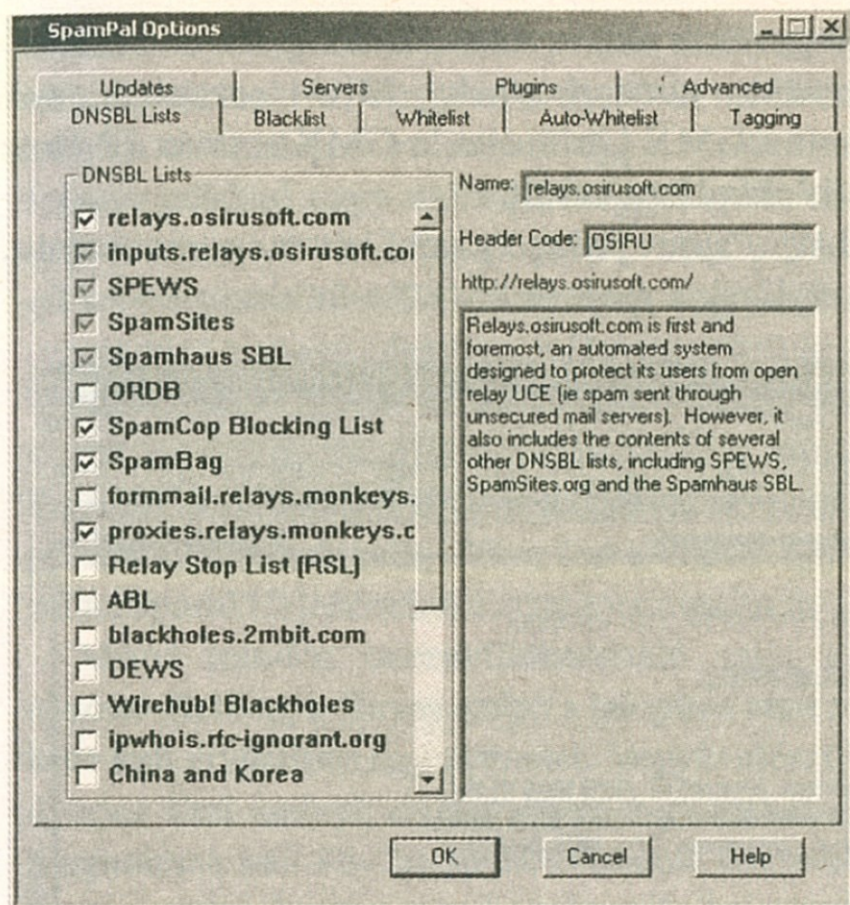 SpamPal Options
Updates Servers Plugins Advanced
DNSBL Lists Blacklist Whitelist Auto-Whitelist Tagging
DNSBL Lists
relays.osirusoft.com
inputs.relays.osirusoft.co
SPEWS
SpamSites
Spamhaus SBL
ORDB
SpamCop Blocking List
SpamBag
formmail.relays.monkeys.
proxies.relays.monkeys.c
Relay Stop List (RSL)
ABL
blackholes.2mbit.com
DEWS
Wirehub! Blackholes
ipwhois.rfc-ignorant.org
China and Korea
Name: relays.osirusoft.com
Header Code: OSIRU
http://relays.osirusoft.com/
Relays.osirusoft.com is first and
foremost, an automated system
designed to protect its users from open
relay UCE (ie spam sent through
unsecured mail servers). However, it
also includes the contents of several
other DNSBL lists, including SPEWS,
SpamSites.org and the Spamhaus SBL.
OK Cancel Help